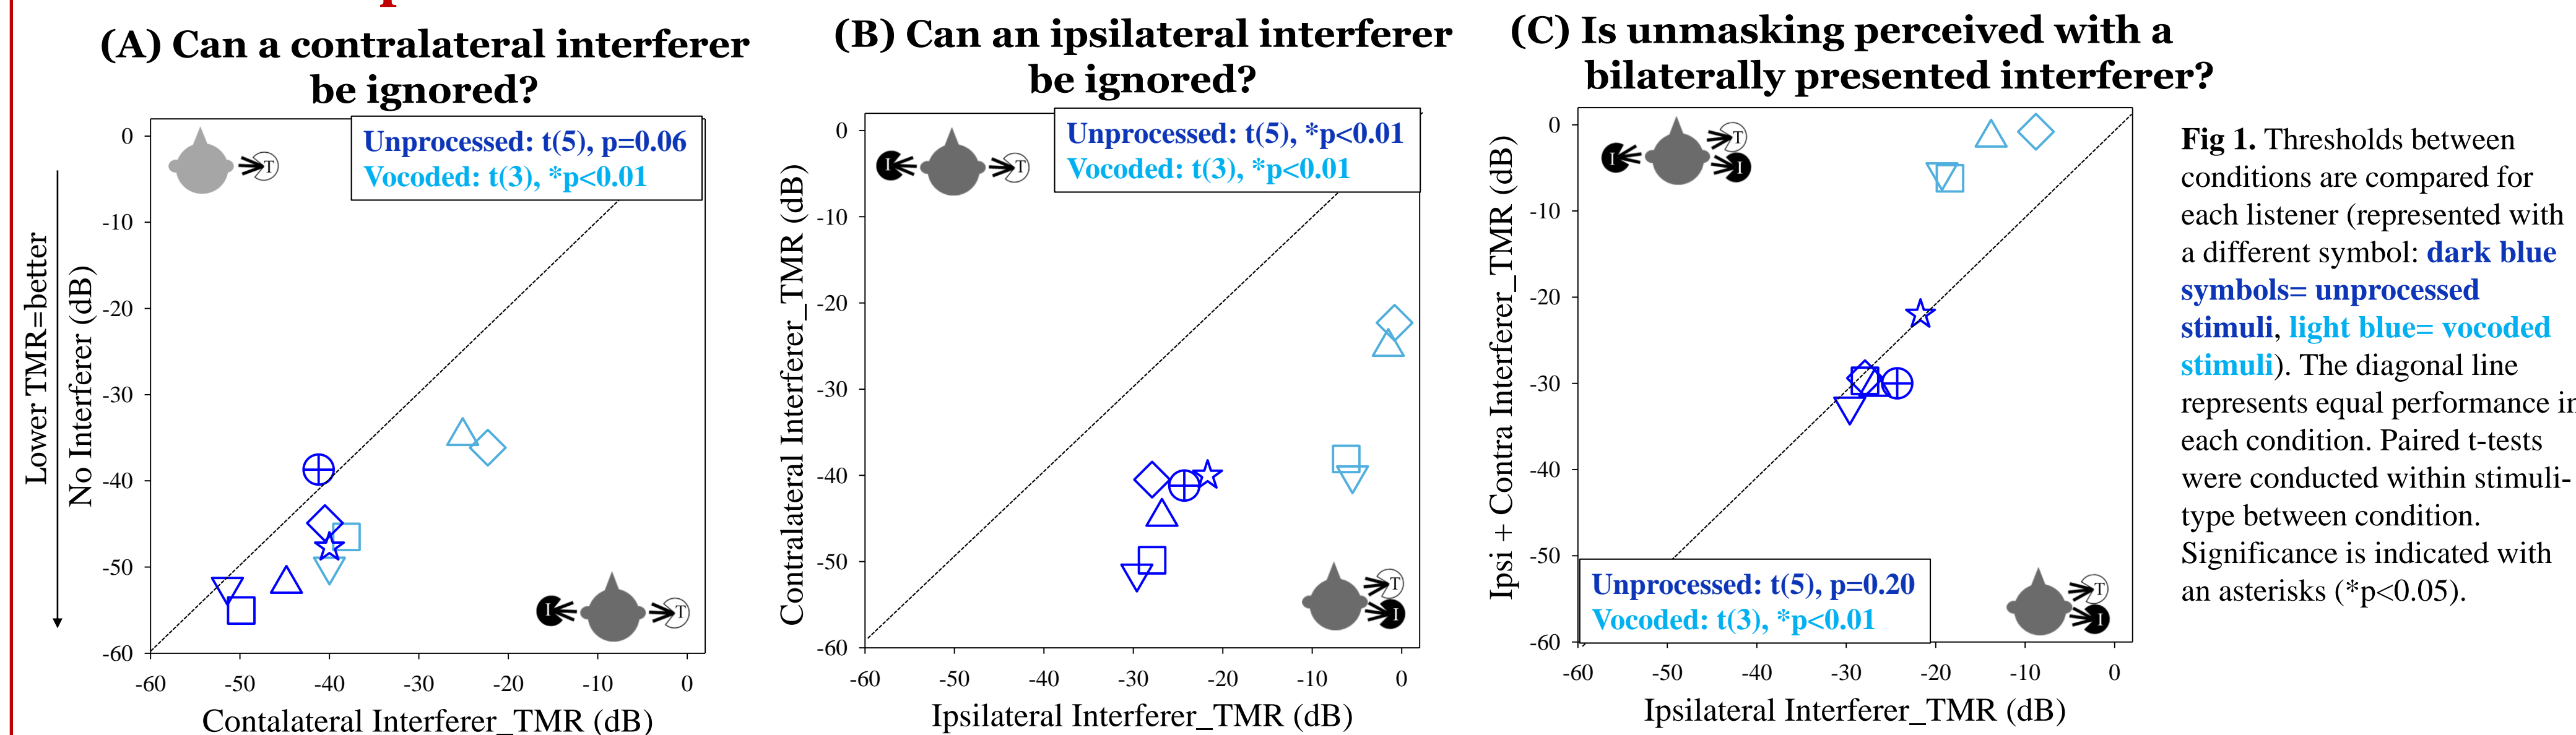 (A) Can a contralateral interferer
be ignored?
Unprocessed: t(5), p=0.06
Vocoded: t(3), *p<0.01
T
Lower TMR=better
No Interferer (dB)
0
-10
-20
-30
-40
-50
-60
I
T
-60
-50
-40
-30
-20
-10
0
Contalateral Interferer_TMR (dB)
(B) Can an ipsilateral interferer
be ignored?
Unprocessed: t(5), *p<0.01
Vocoded: t(3), *p<0.01
I
T
Contralateral Interferer_TMR (dB)
0
-10
-20
-30
-40
-50
-60
T
I
-60
-50
-40
-30
-20
-10
0
Ipsilateral Interferer_TMR (dB)
(C) Is unmasking perceived with a
bilaterally presented interferer?
I
T
I
Ipsi + Contra Interferer_TMR (dB)
0
-10
-20
-30
-40
-50
-60
Unprocessed: t(5), p=0.20
Vocoded: t(3), *p<0.01
T
I
-60
-50
-40
-30
-20
-10
0
Ipsilateral Interferer_TMR (dB)
Fig 1. Thresholds between
conditions are compared for
each listener (represented with
a different symbol: dark blue
symbols= unprocessed
stimuli, light blue= vocoded
stimuli). The diagonal line
represents equal performance in
each condition. Paired t-tests
were conducted within stimuli-
type between condition.
Significance is indicated with
an asterisks (*p<0.05).